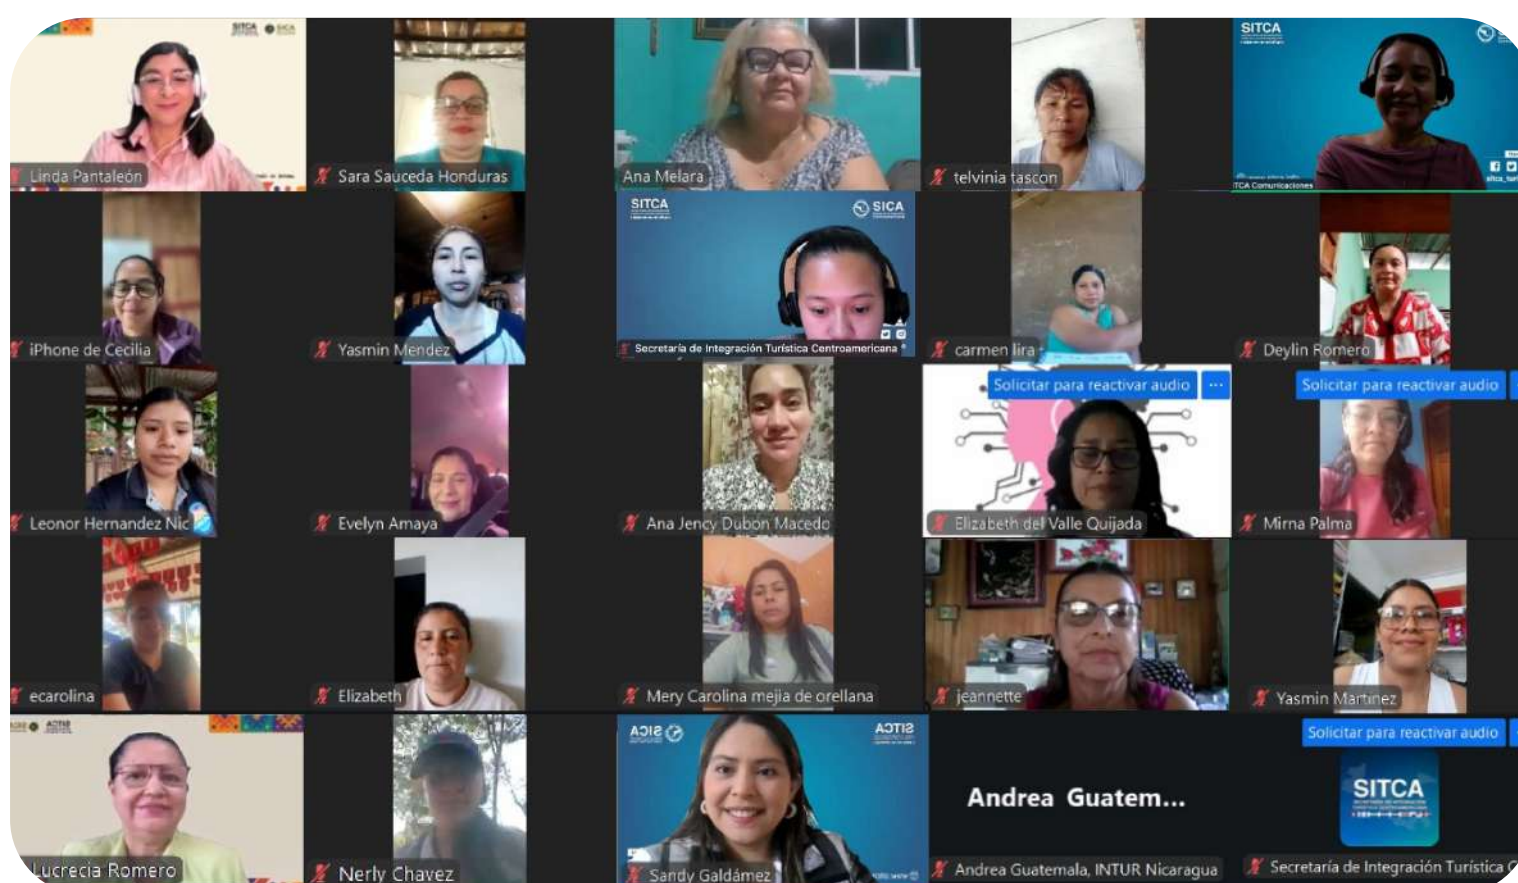 SITCA
SICA
SITCA
Linda Pantaleón
Sara Sauceda Honduras
Ana Melara
telvinia tascon
ITCA Comunicaciones
SITCA
SICA
iPhone de Cecilia
Yasmin Mendez
Secretaría de Integración Turística Centroamericana
carmen lira
Deylin Romero
Solicitar para reactivar audio
...
Solicitar para reactivar audio
Leonor Hernandez Nic
Evelyn Amaya
Ana Jency Dubon Macedo
Elizabeth del Valle Quijada
Mirna Palma
ecarolina
Elizabeth
Mery Carolina mejia de orellana
jeannette
Yasmin Martinez
SITCA
SICA
SITCA
Solicitar para reactivar audio
Andrea Guatem...
SITCA
Lucrecia Romero
Nerly Chavez
Sandy Galdámez
Andrea Guatemala, INTUR Nicaragua
Secretaría de Integración Turística C